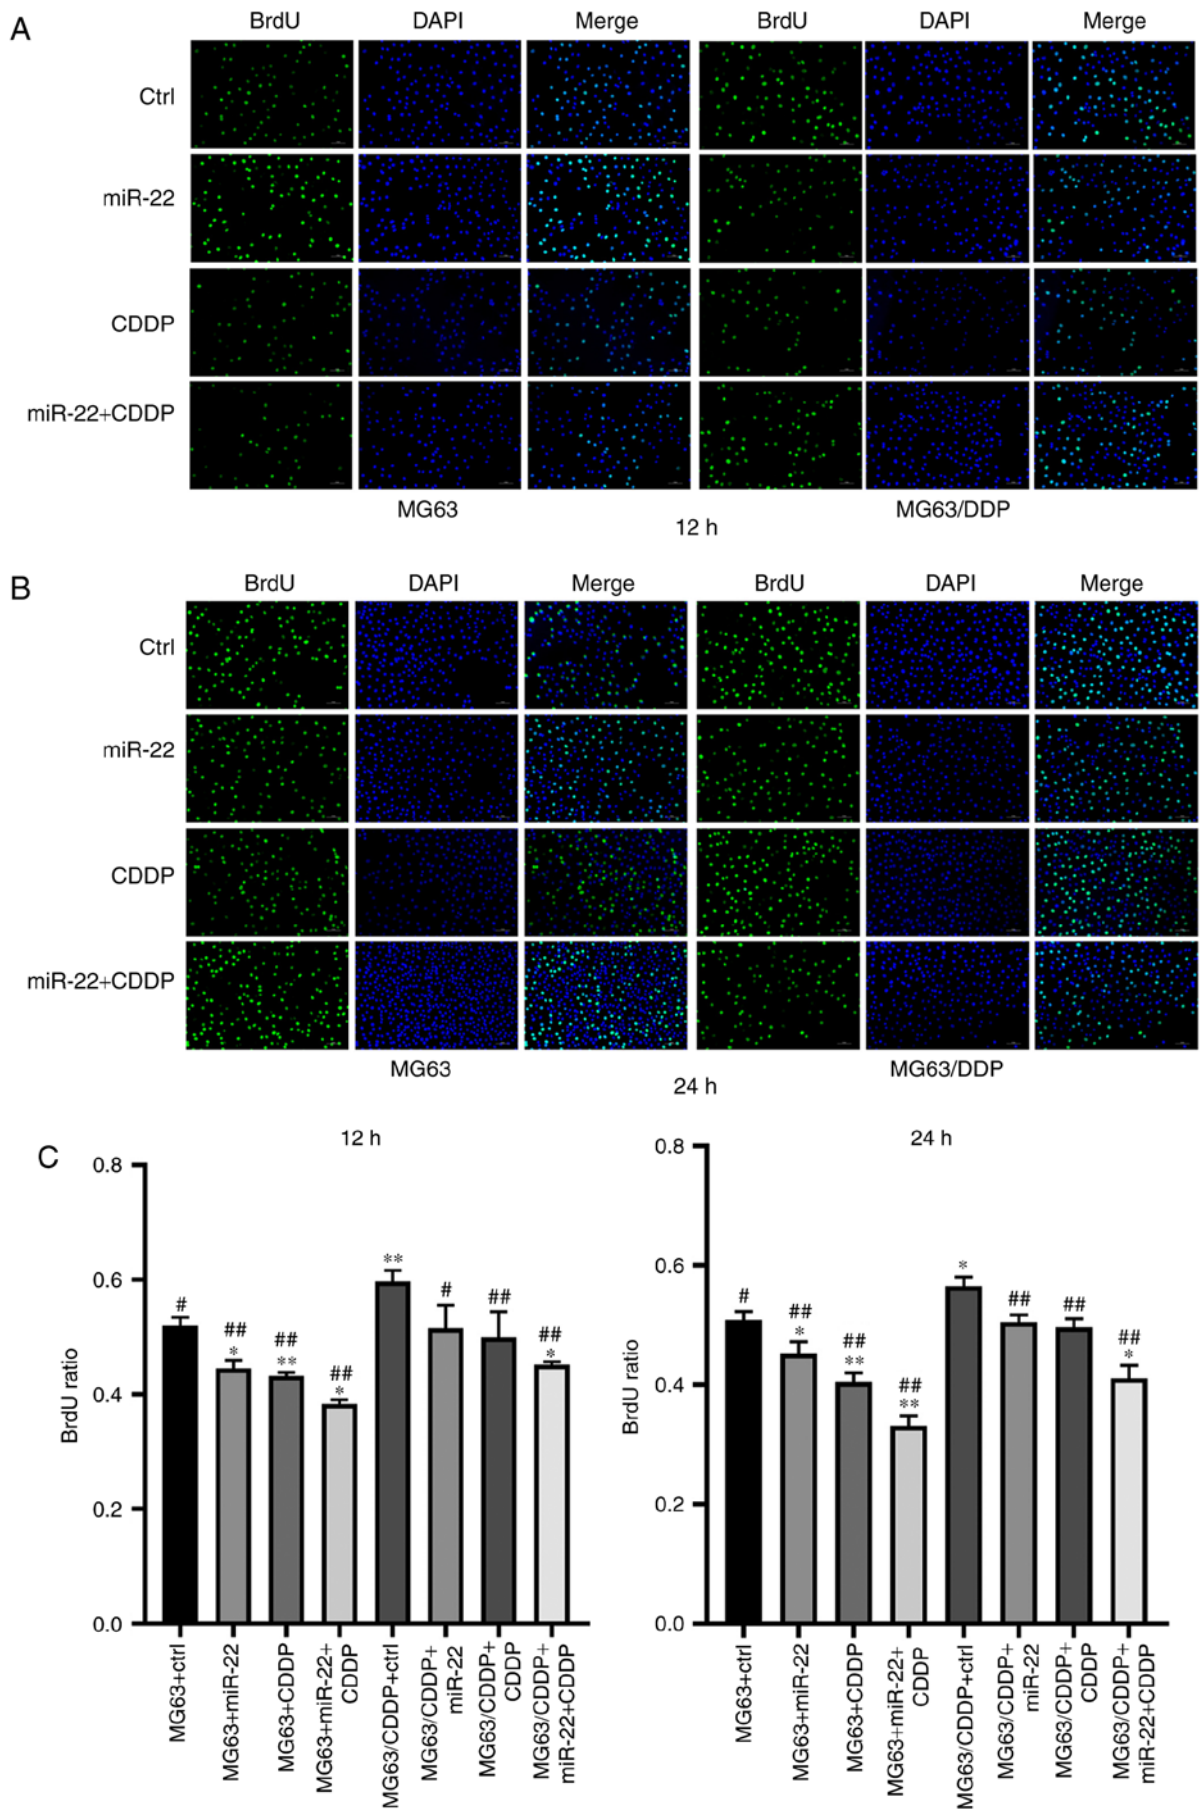 A
BrdU DAPI Merge BrdU DAPI Merge
Ctrl
miR-22
CDDP
miR-22+CDDP
MG63 MG63/DDP
12 h
B
BrdU DAPI Merge BrdU DAPI Merge
Ctrl
miR-22
CDDP
miR-22+CDDP
MG63 MG63/DDP
24 h
C
12 h
BrdU ratio
0.8
0.6
0.4
0.2
0.0
#
##
*
##
**
##
*
**
#
##
##
*
MG63+ctrl
MG63+miR-22
MG63+CDDP
MG63+miR-22+
CDDP
MG63/CDDP+ctrl
MG63/CDDP+
miR-22
MG63/CDDP+
CDDP
MG63/CDDP+
miR-22+CDDP
24 h
BrdU ratio
0.8
0.6
0.4
0.2
0.0
#
##
*
##
**
##
**
*
##
##
##
*
MG63+ctrl
MG63+miR-22
MG63+CDDP
MG63+miR-22+
CDDP
MG63/CDDP+ctrl
MG63/CDDP+
miR-22
MG63/CDDP+
CDDP
MG63/CDDP+
miR-22+CDDP